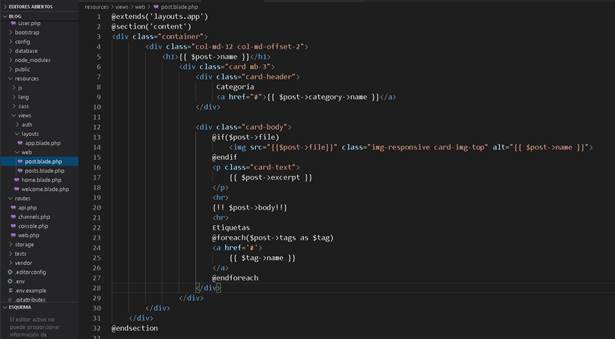 EDITORES ABIERTOS
BLOG
User.php
bootstrap
config
database
node_modules
public
resources
js
lang
sass
views
auth
layouts
app.blade.php
web
post.blade.php
posts.blade.php
home.blade.php
welcome.blade.php
routes
api.php
channels.php
console.php
web.php
storage
tests
vendor
.editorconfig
.env
.env.example
.gitattributes
ESQUEMA
El editor activo no
puede proporcionar
información de
resources > views > web > post.blade.php
1 @extends('layouts.app')
2 @section('content')
3 <div class="container">
4 <div class="col-md-12 col-md-offset-2">
5 <h1>{{ $post->name }}</h1>
6 <div class="card mb-3">
7 <div class="card-header">
8 Categoria
9 <a href="#">{{ $post->category->name }}</a>
10 </div>
11
12 <div class="card-body">
13 @if($post->file)
14 <img src="{{$post->file}}" class="img-responsive card-img-top" alt="{{ $post->name }}">
15 @endif
16 <p class="card-text">
17 {{ $post->excerpt }}
18 </p>
19 <hr>
20 {!! $post->body!!}
21 <hr>
22 Etiquetas
23 @foreach($post->tags as $tag)
24 <a href='#'>
25 {{ $tag->name }}
26 </a>
27 @endforeach
28 </div>
29 </div>
30 </div>
31 </div>
32 @endsection